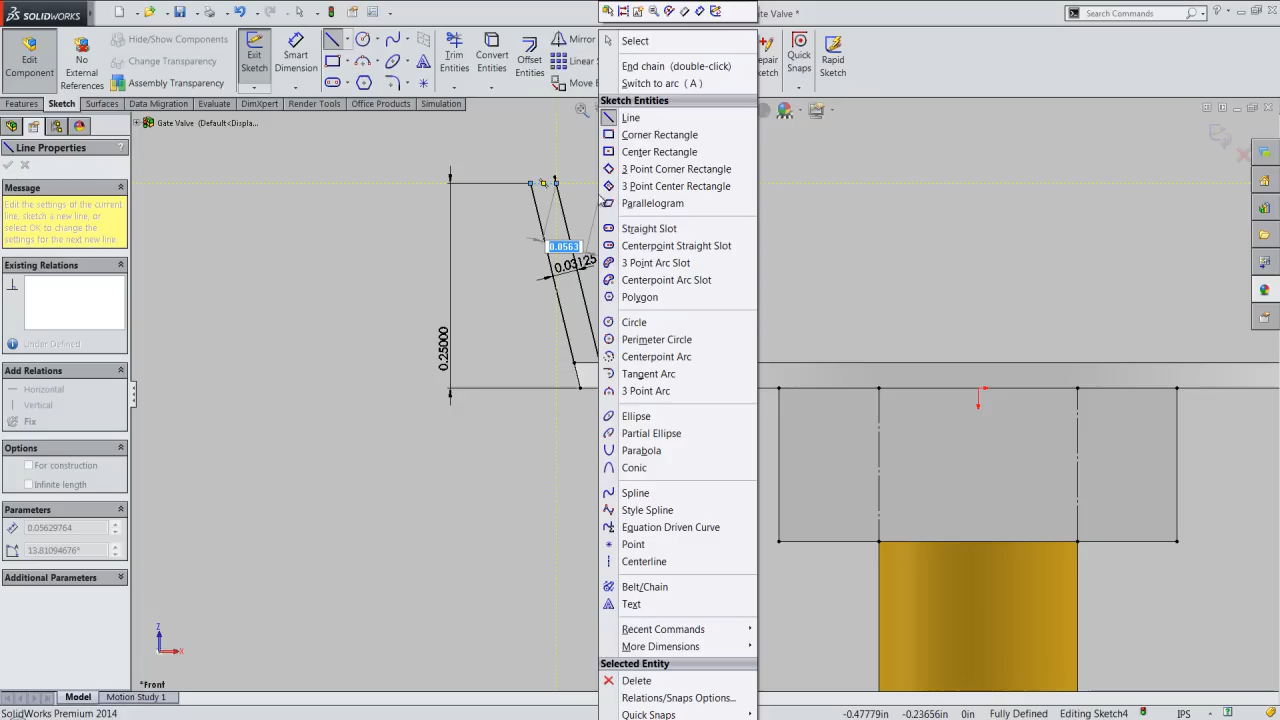 SOLIDWORKS
Gate Valve *
Search Commands
Edit Component
No External References
Hide/Show Components
Change Transparency
Assembly Transparency
Exit Sketch
Smart Dimension
Trim Entities
Convert Entities
Offset Entities
Mirror
Linear S
Move B
Repair Sketch
Quick Snaps
Rapid Sketch
Features
Sketch
Surfaces
Data Migration
Evaluate
DimXpert
Render Tools
Office Products
Simulation
Gate Valve (Default<Displa...
Line Properties
?
Message
Edit the settings of the current
line, sketch a new line, or
select OK to change the
settings for the next new line.
Existing Relations
Under Defined
Add Relations
Horizontal
Vertical
Fix
Options
For construction
Infinite length
Parameters
0.05629764
13.81094676°
Additional Parameters
0.0563
0.03125
0.25000
Select
End chain (double-click)
Switch to arc ( A )
Sketch Entities
Line
Corner Rectangle
Center Rectangle
3 Point Corner Rectangle
3 Point Center Rectangle
Parallelogram
Straight Slot
Centerpoint Straight Slot
3 Point Arc Slot
Centerpoint Arc Slot
Polygon
Circle
Perimeter Circle
Centerpoint Arc
Tangent Arc
3 Point Arc
Ellipse
Partial Ellipse
Parabola
Conic
Spline
Style Spline
Equation Driven Curve
Point
Centerline
Belt/Chain
Text
Recent Commands
More Dimensions
Selected Entity
Delete
Relations/Snaps Options...
Quick Snaps
Z
X
*Front
Model
Motion Study 1
SolidWorks Premium 2014
-0.47779in
-0.23656in
0in
Fully Defined
Editing Sketch4
IPS